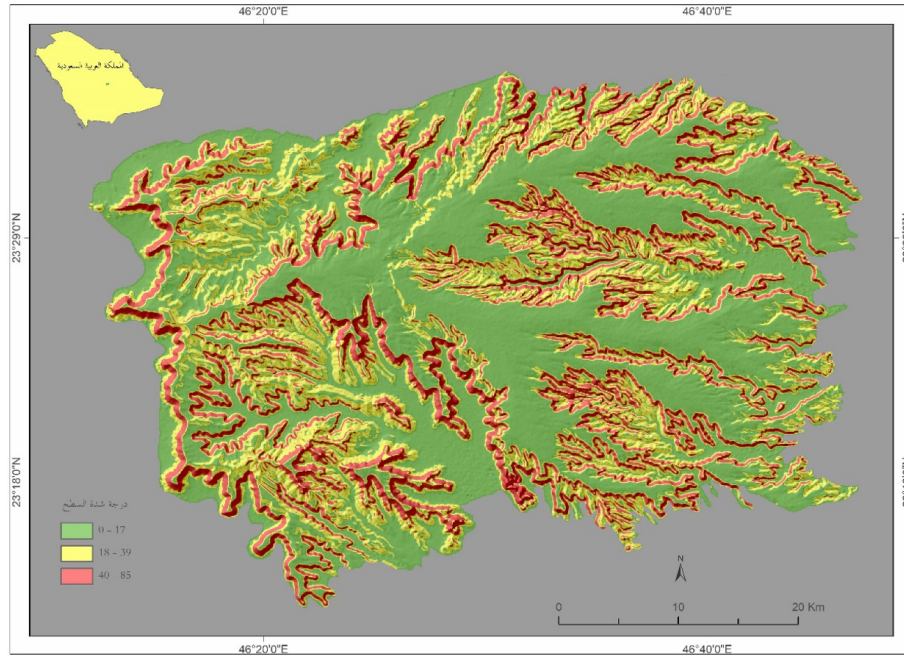 46°20'0"E
46°40'0"E
المملكة العربية السعودية
23°29'0"N
23°18'0"N
درجة شدة السطح
0 – 17
18 – 39
40 – 85
N
0
10
20 Km
46°20'0"E
46°40'0"E